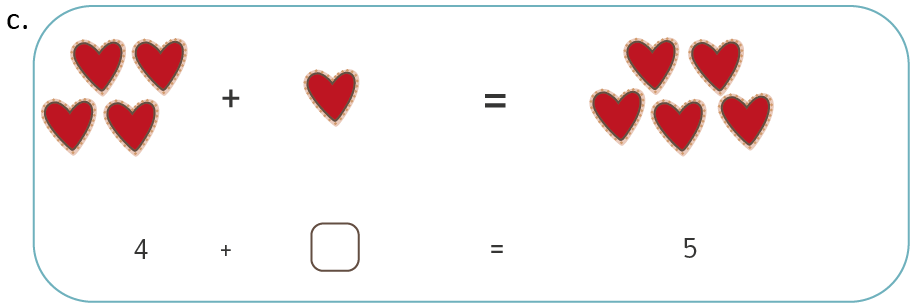 c.
+ =
4 + = 5